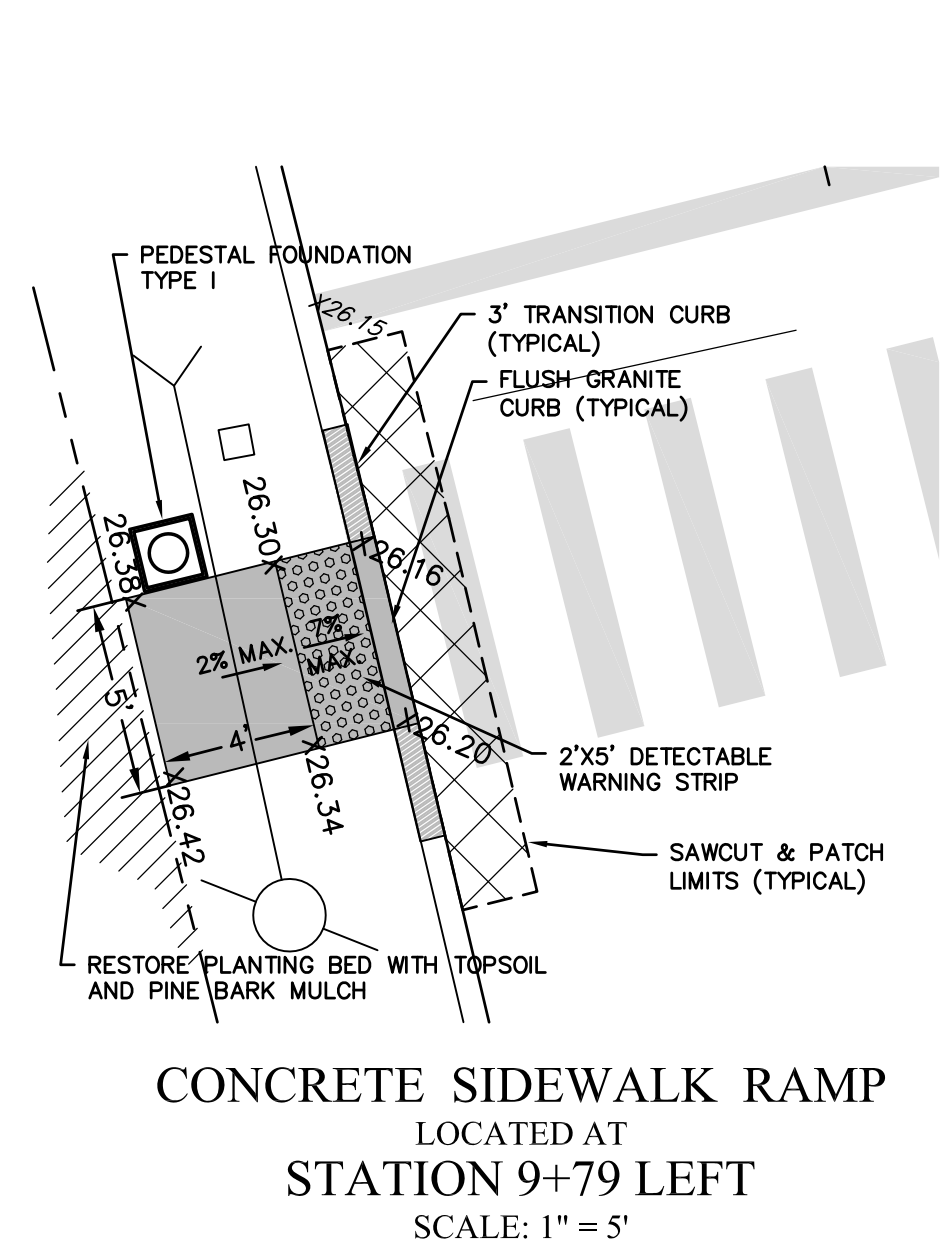 PEDESTAL FOUNDATION
TYPE I
26.15
3' TRANSITION CURB
(TYPICAL)
FLUSH GRANITE
CURB (TYPICAL)
26.30
26.38
26.16
7%
MAX.
2% MAX.
5'
4'
26.20
26.34
26.42
2'X5' DETECTABLE
WARNING STRIP
SAWCUT & PATCH
LIMITS (TYPICAL)
RESTORE PLANTING BED WITH TOPSOIL
AND PINE BARK MULCH
CONCRETE SIDEWALK RAMP
LOCATED AT
STATION 9+79 LEFT
SCALE: 1" = 5'